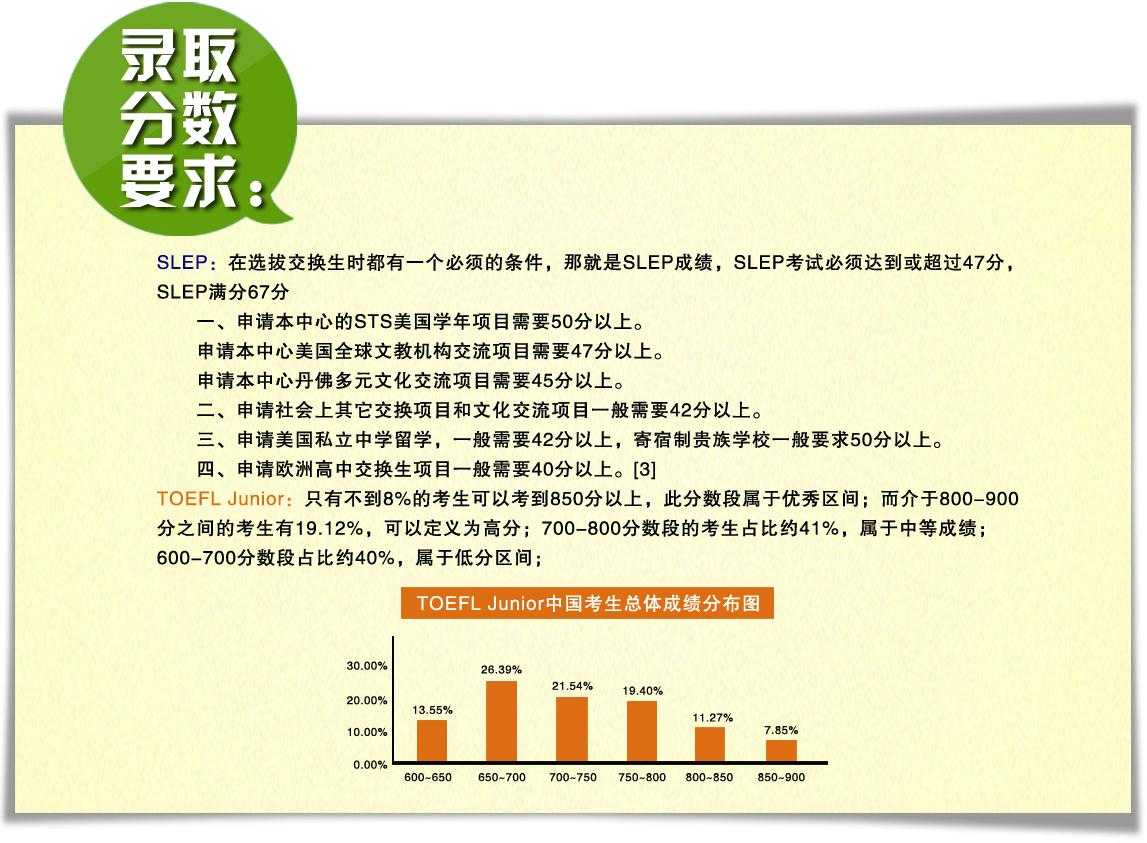 录取
分数
要求：
SLEP：在选拔交换生时都有一个必须的条件，那就是SLEP成绩，SLEP考试必须达到或超过47分，
SLEP满分67分
一、申请本中心的STS美国学年项目需要50分以上。
申请本中心美国全球文教机构交流项目需要47分以上。
申请本中心丹佛多元文化交流项目需要45分以上。
二、申请社会上其它交换项目和文化交流项目一般需要42分以上。
三、申请美国私立中学留学，一般需要42分以上，寄宿制贵族学校一般要求50分以上。
四、申请欧洲高中交换生项目一般需要40分以上。[3]
TOEFL Junior：只有不到8%的考生可以考到850分以上，此分数段属于优秀区间；而介于800-900
分之间的考生有19.12%，可以定义为高分；700-800分数段的考生占比约41%，属于中等成绩；
600-700分数段占比约40%，属于低分区间；
TOEFL Junior中国考生总体成绩分布图
30.00%
20.00%
10.00%
0.00%
13.55%
26.39%
21.54%
19.40%
11.27%
7.85%
600~650
650~700
700~750
750~800
800~850
850~900